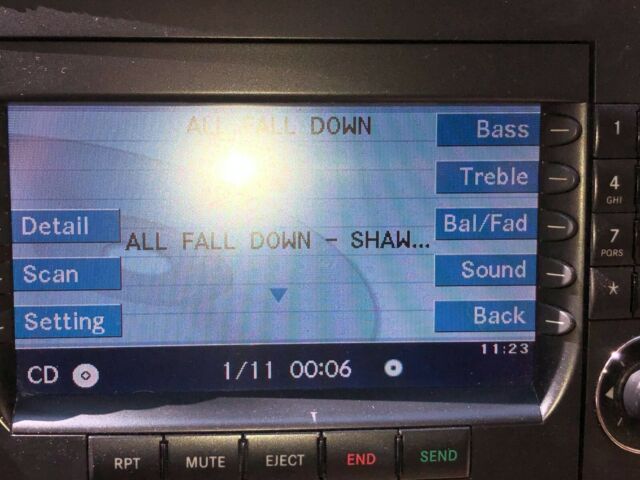 ALL FALL DOWN
Bass
Treble
Detail
Bal/Fad
ALL FALL DOWN - SHAW...
Scan
Sound
Setting
Back
11:23
CD
1/11 00:06
RPT
MUTE
EJECT
END
SEND
1
4
GHI
7
PQRS
*